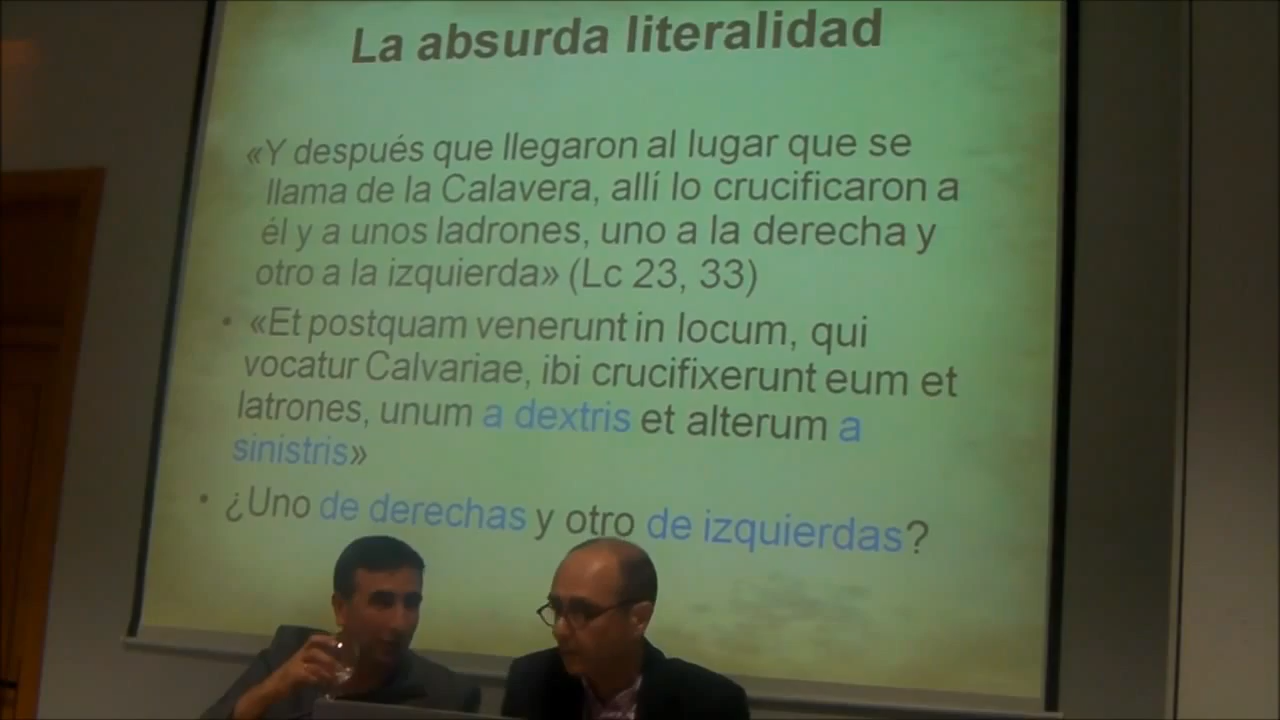 La absurda literalidad
«Y después que llegaron al lugar que se
llama de la Calavera, allí lo crucificaron a
él y a unos ladrones, uno a la derecha y
otro a la izquierda» (Lc 23, 33)
• «Et postquam venerunt in locum, qui
vocatur Calvariae, ibi crucifixerunt eum et
latrones, unum a dextris et alterum a
sinistris»
• ¿Uno de derechas y otro de izquierdas?